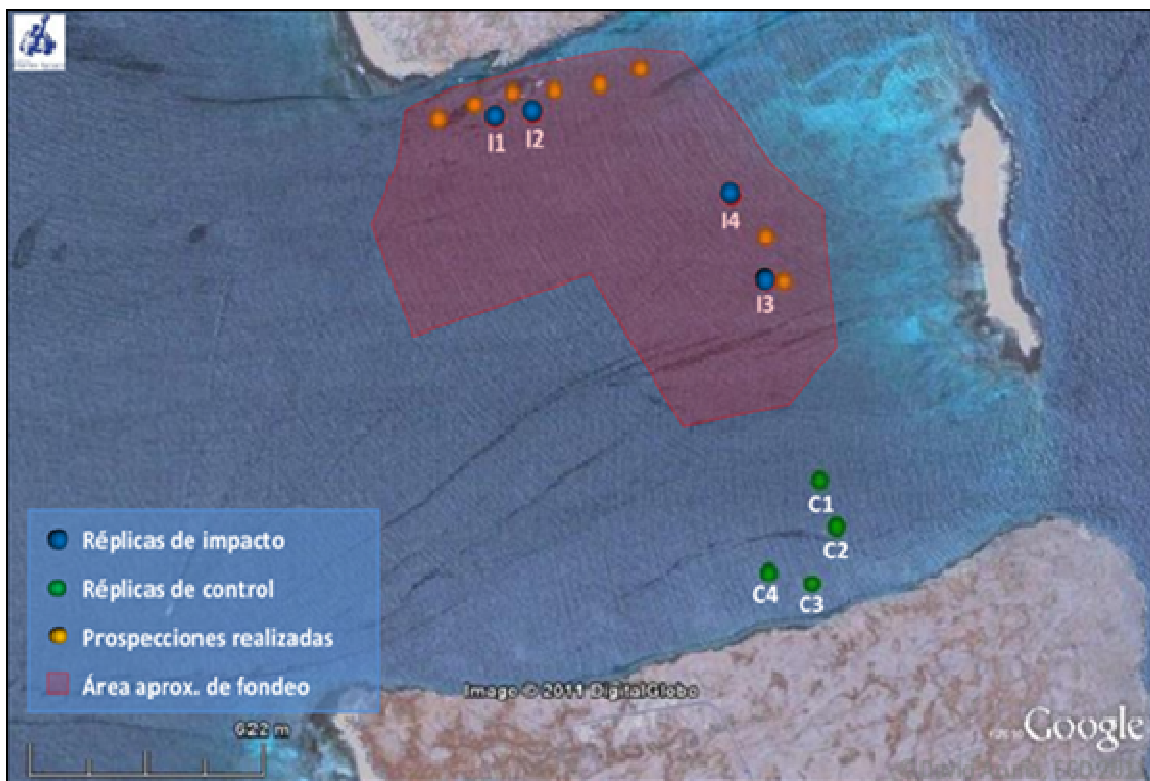 I1
I2
I4
I3
C1
C2
C4
C3
Réplicas de impacto
Réplicas de control
Prospecciones realizadas
Área aprox.. de fondeo
Image © 2011 DigitalGlobe
622 m
Google